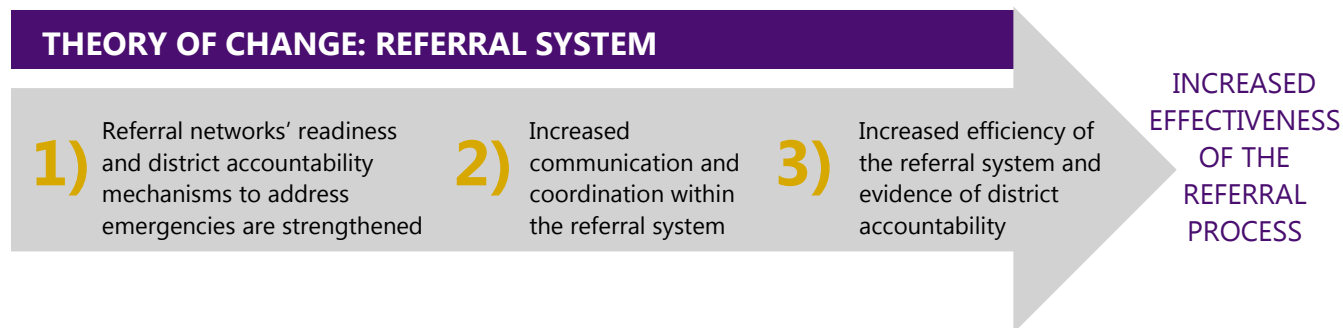 THEORY OF CHANGE: REFERRAL SYSTEM
1)
Referral networks’ readiness
and district accountability
mechanisms to address
emergencies are strengthened
2)
Increased
communication and
coordination within
the referral system
3)
Increased efficiency of
the referral system and
evidence of district
accountability
INCREASED
EFFECTIVENESS
OF THE
REFERRAL
PROCESS